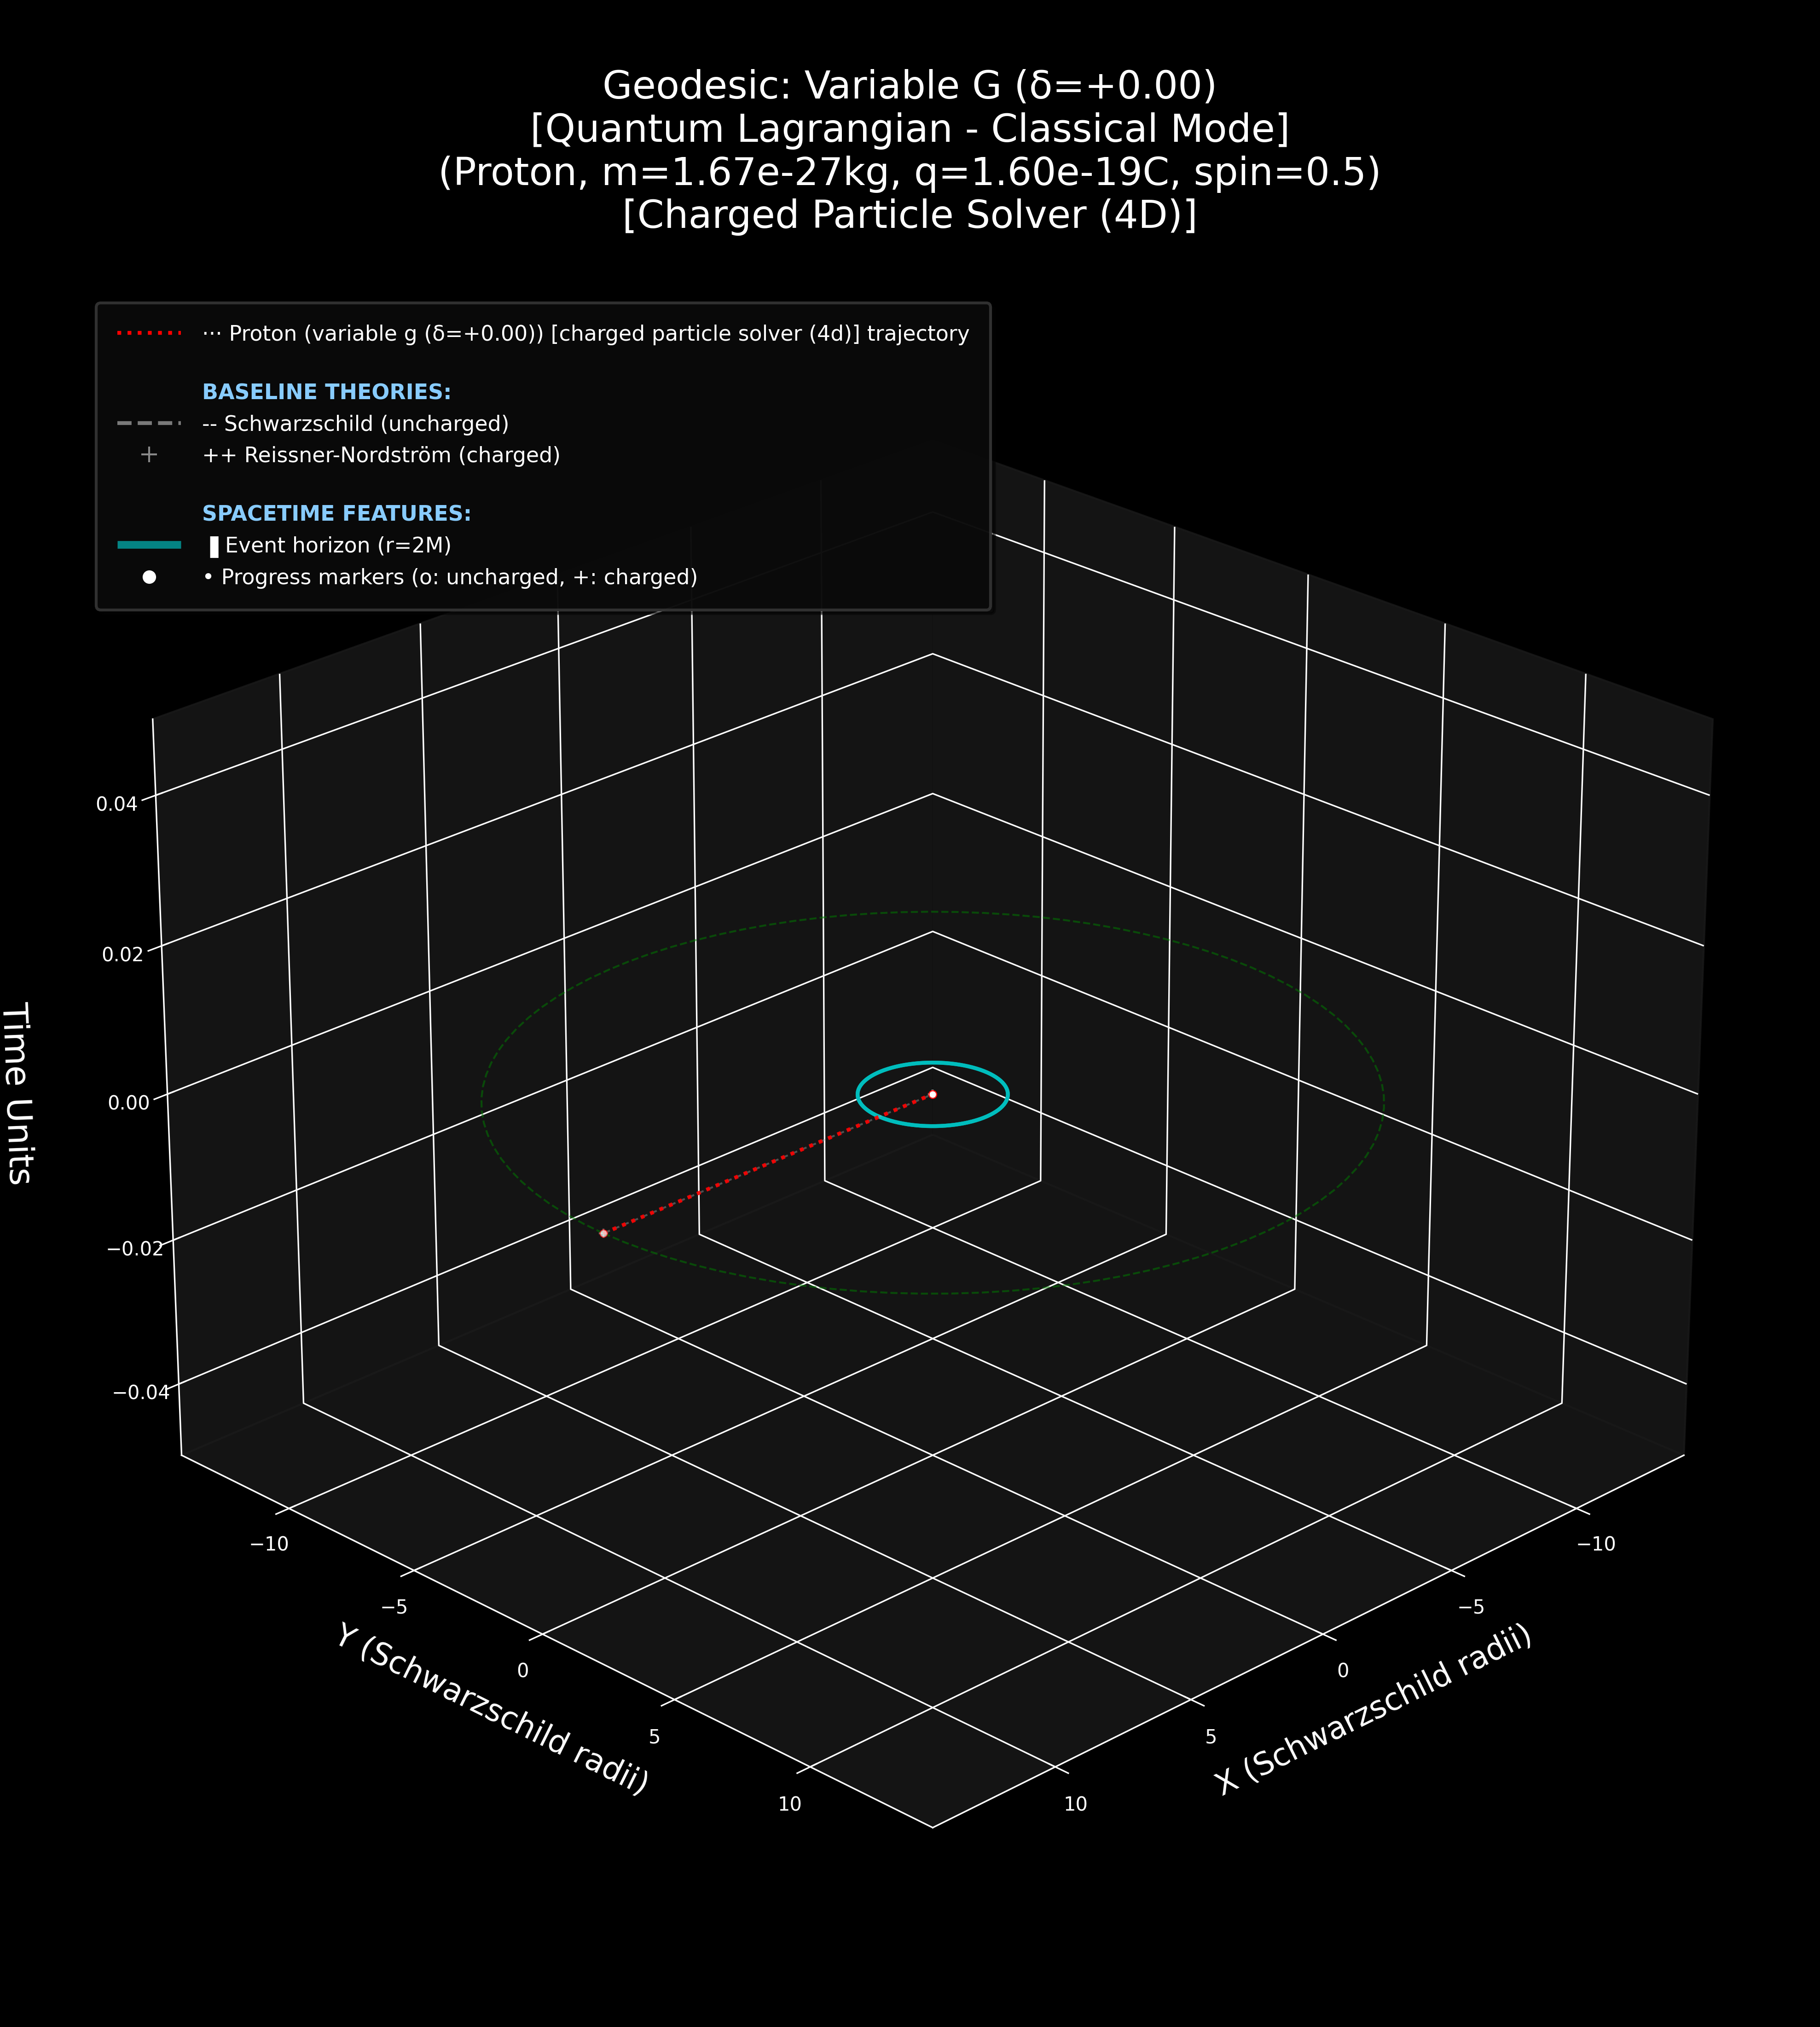 Geodesic: Variable G (δ=+0.00)
[Quantum Lagrangian - Classical Mode]
(Proton, m=1.67e-27kg, q=1.60e-19C, spin=0.5)
[Charged Particle Solver (4D)]
··· Proton (variable g (δ=+0.00)) [charged particle solver (4d)] trajectory
BASELINE THEORIES:
-- Schwarzschild (uncharged)
++ Reissner-Nordström (charged)
SPACETIME FEATURES:
▐ Event horizon (r=2M)
• Progress markers (o: uncharged, +: charged)
0.04
0.02
0.00
−0.02
−0.04
Time Units
−10
−5
0
5
10
Y (Schwarzschild radii)
−10
−5
0
5
10
X (Schwarzschild radii)